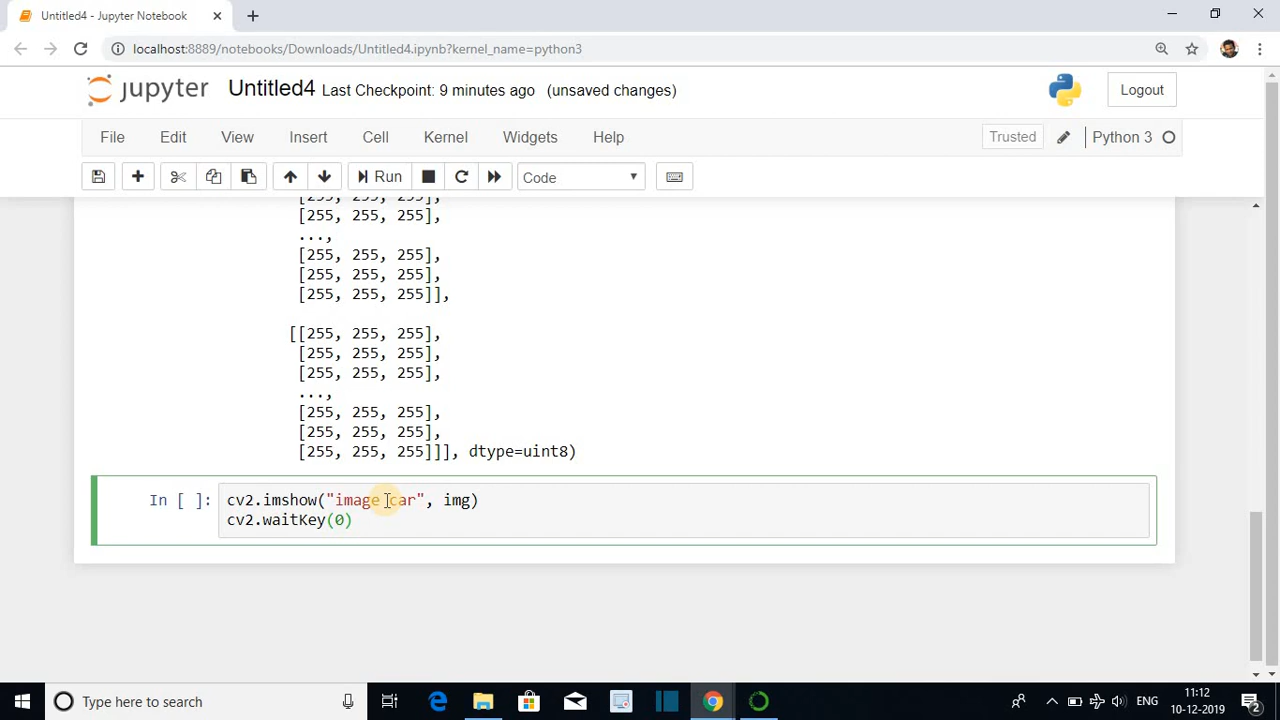 Untitled4 - Jupyter Notebook
localhost:8889/notebooks/Downloads/Untitled4.ipynb?kernel_name=python3
jupyter Untitled4 Last Checkpoint: 9 minutes ago (unsaved changes) Logout
File Edit View Insert Cell Kernel Widgets Help Trusted Python 3
Run Code
[255, 255, 255],
[255, 255, 255],
...,
[255, 255, 255],
[255, 255, 255],
[255, 255, 255]],
[[255, 255, 255],
[255, 255, 255],
[255, 255, 255],
...,
[255, 255, 255],
[255, 255, 255],
[255, 255, 255]]], dtype=uint8)
In [ ]: cv2.imshow("image car", img)
cv2.waitKey(0)
Type here to search ENG 11:12
10-12-2019 2